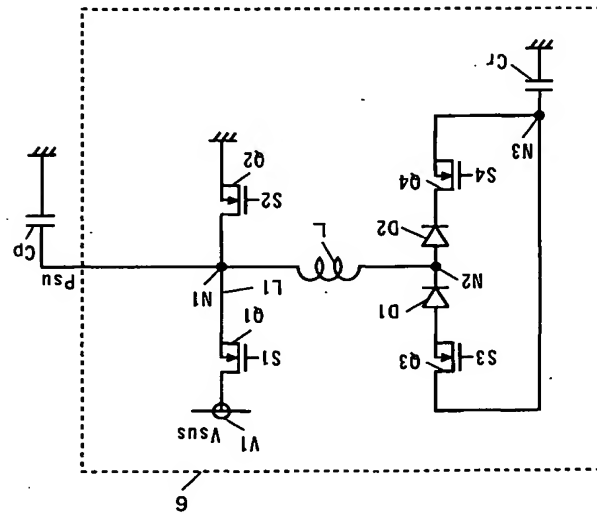 9
V1
Vsus
S3
Q3
S1
Q1
D1
L1
N2
N1
L
Psu
D2
Cp
S4
Q4
S2
Q2
N3
Cr